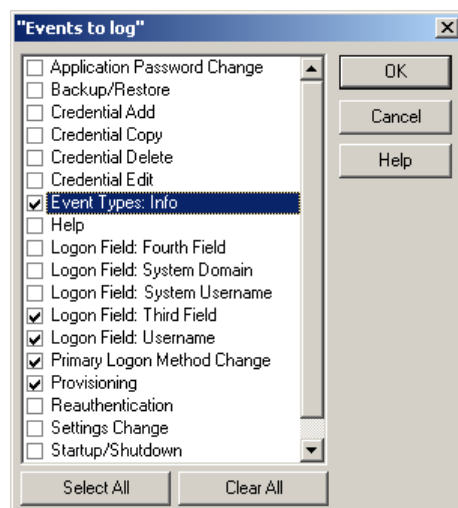 "Events to log"
Application Password Change
Backup/Restore
Credential Add
Credential Copy
Credential Delete
Credential Edit
Event Types: Info
Help
Logon Field: Fourth Field
Logon Field: System Domain
Logon Field: System Username
Logon Field: Third Field
Logon Field: Username
Primary Logon Method Change
Provisioning
Reauthentication
Settings Change
Startup/Shutdown
OK
Cancel
Help
Select All
Clear All